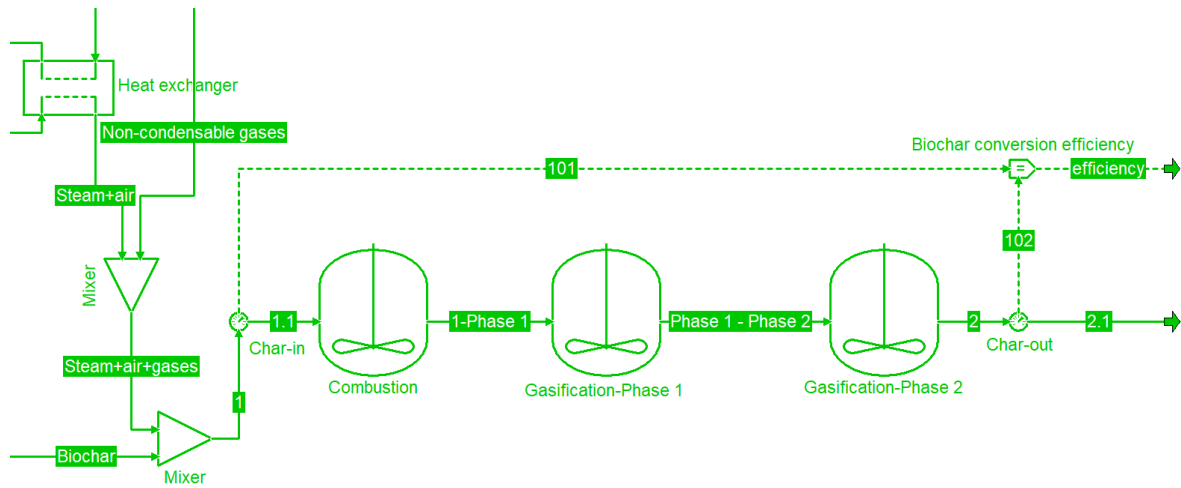 Heat exchanger
Non-condensable gases
Biochar conversion efficiency
101
=
efficiency
Steam+air
102
Mixer
1.1
1-Phase 1
Phase 1 - Phase 2
2
2.1
Char-in
Char-out
Steam+air+gases
Combustion
Gasification-Phase 1
Gasification-Phase 2
1
Biochar
Mixer